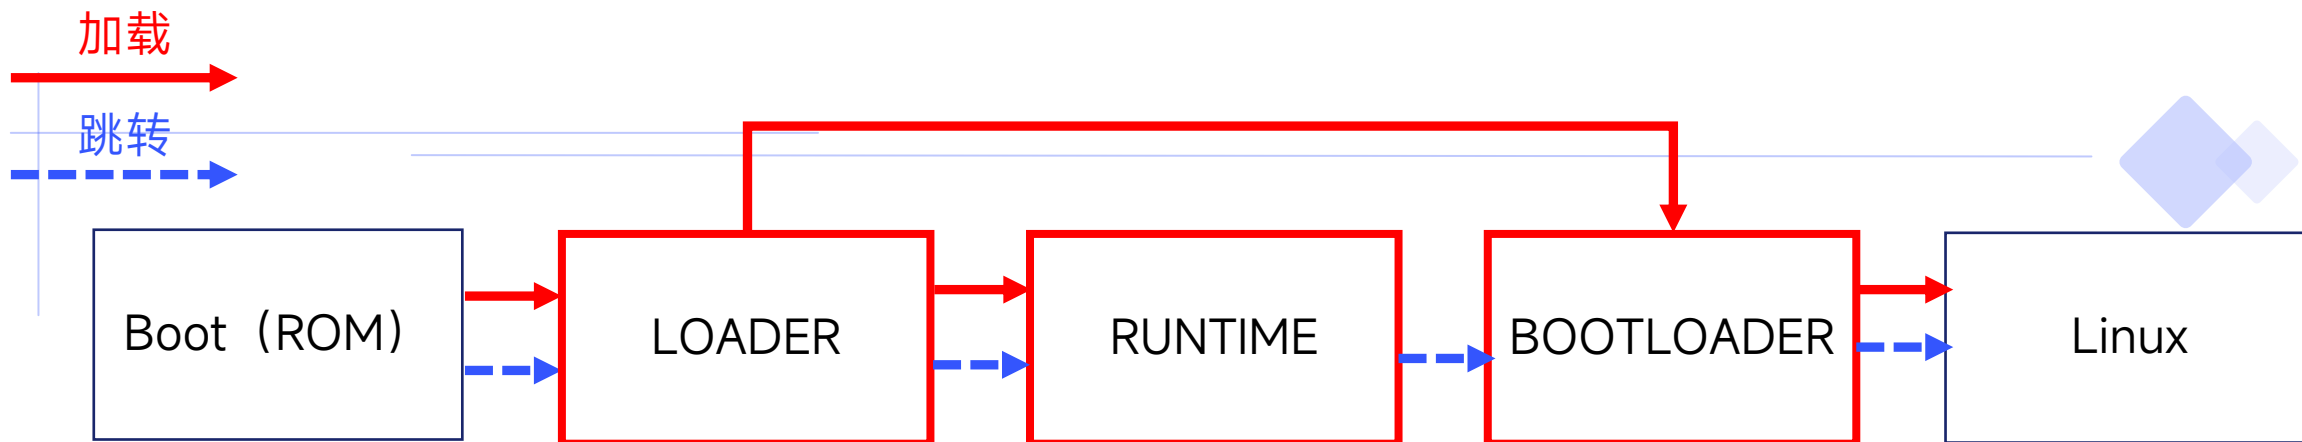 加载
跳转
Boot（ROM）
LOADER
RUNTIME
BOOTLOADER
Linux